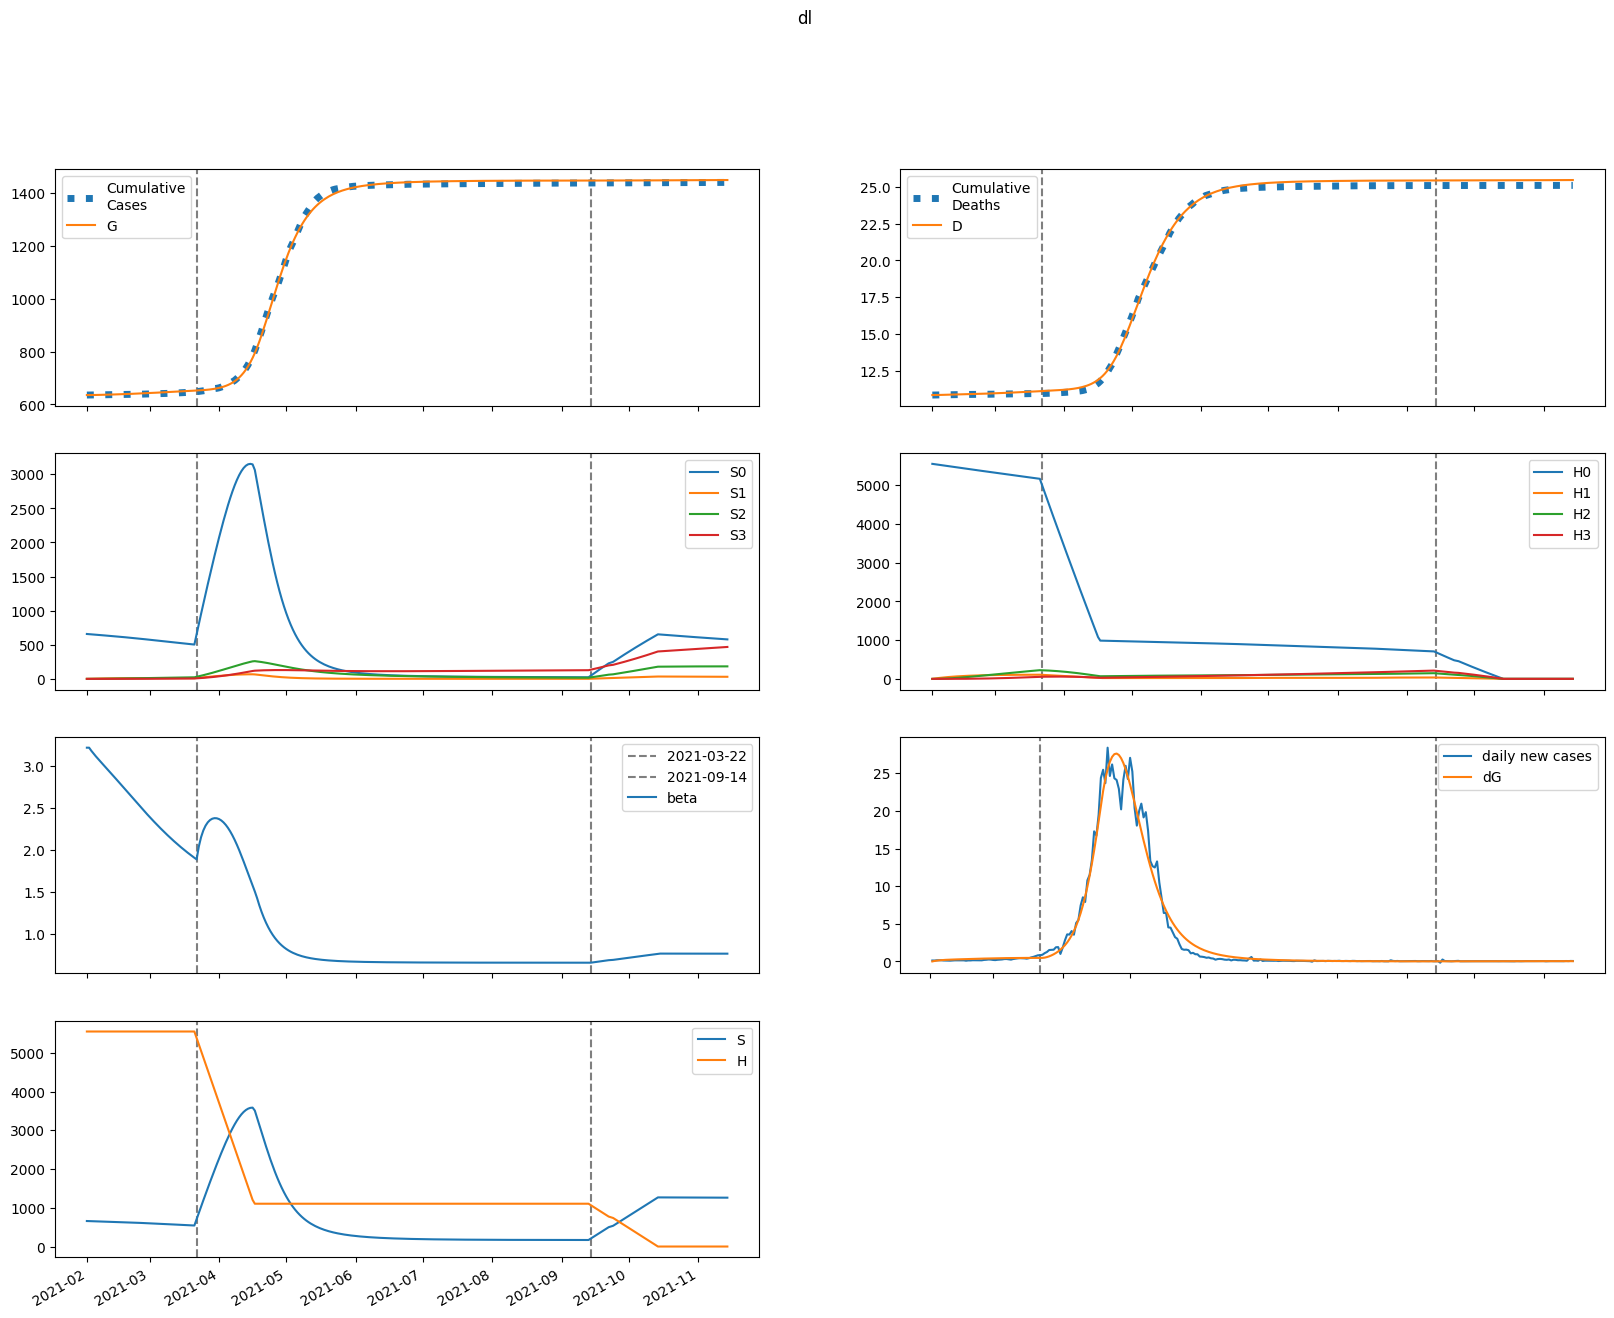 dl
1400
1200
1000
800
600
Cumulative
Cases
G
25.0
22.5
20.0
17.5
15.0
12.5
Cumulative
Deaths
D
3000
2500
2000
1500
1000
500
0
S0
S1
S2
S3
5000
4000
3000
2000
1000
0
H0
H1
H2
H3
3.0
2.5
2.0
1.5
1.0
2021-03-22
2021-09-14
beta
25
20
15
10
5
0
daily new cases
dG
5000
4000
3000
2000
1000
0
S
H
2021-02
2021-03
2021-04
2021-05
2021-06
2021-07
2021-08
2021-09
2021-10
2021-11